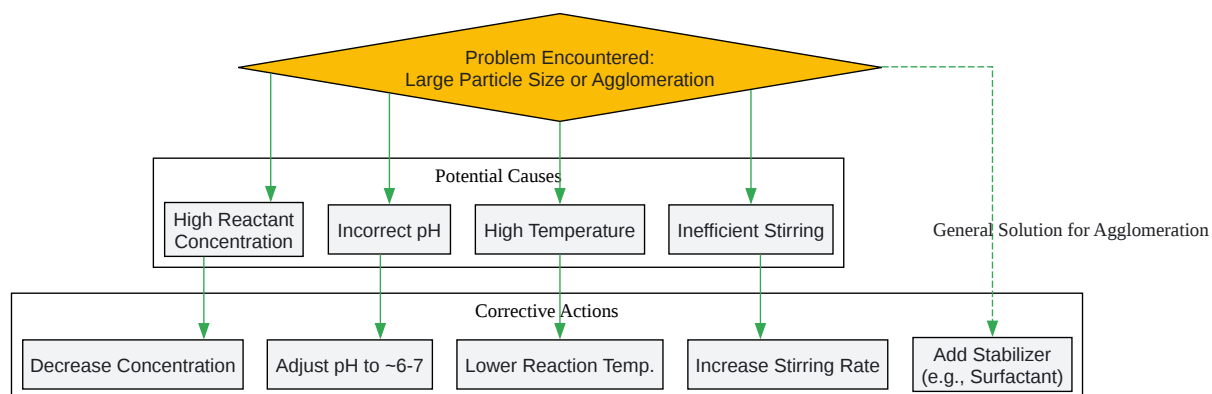 Problem Encountered:
Large Particle Size or Agglomeration
Potential Causes
High Reactant
Concentration
Incorrect pH
High Temperature
Inefficient Stirring
General Solution for Agglomeration
Corrective Actions
Decrease Concentration
Adjust pH to ~6-7
Lower Reaction Temp.
Increase Stirring Rate
Add Stabilizer
(e.g., Surfactant)